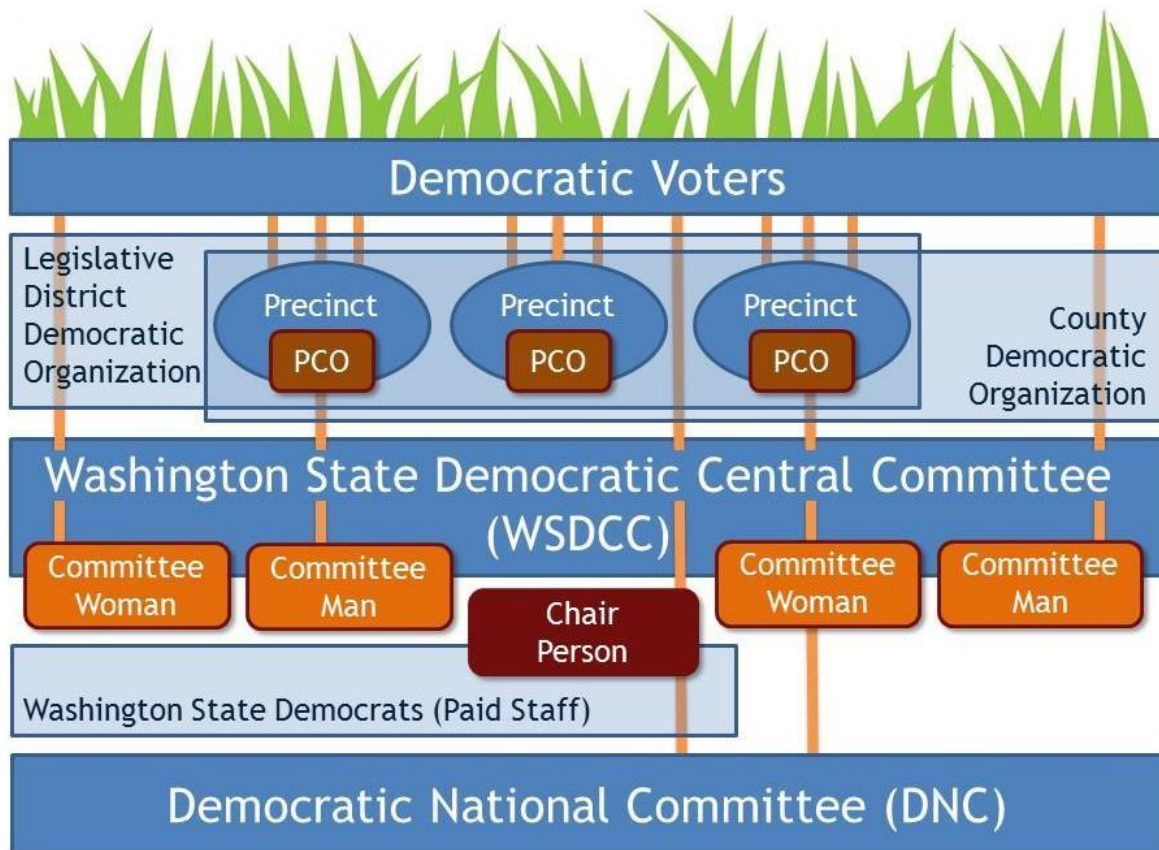 Democratic Voters
Legislative
District
Democratic
Organization
Precinct
PCO
Precinct
PCO
Precinct
PCO
County
Democratic
Organization
Washington State Democratic Central Committee
(WSDCC)
Committee
Woman
Committee
Man
Chair
Person
Committee
Woman
Committee
Man
Washington State Democrats (Paid Staff)
Democratic National Committee (DNC)